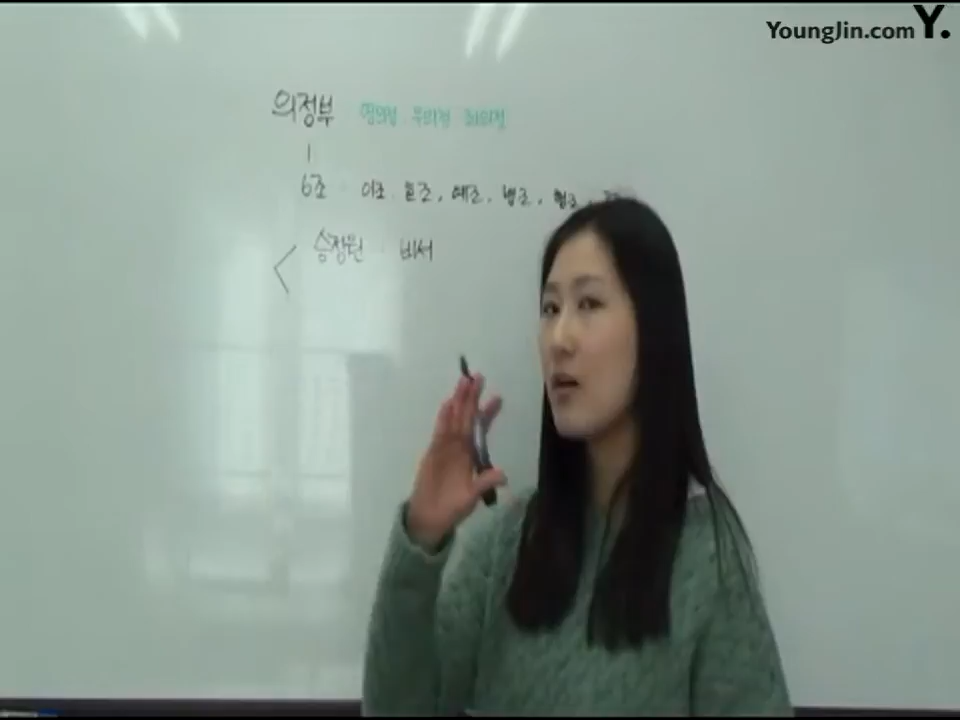 YoungJin.com Y.
의정부 영의정 우의정 좌의정
6조 이조. 호조, 예조. 병조, 형조.
승정원 : 비서